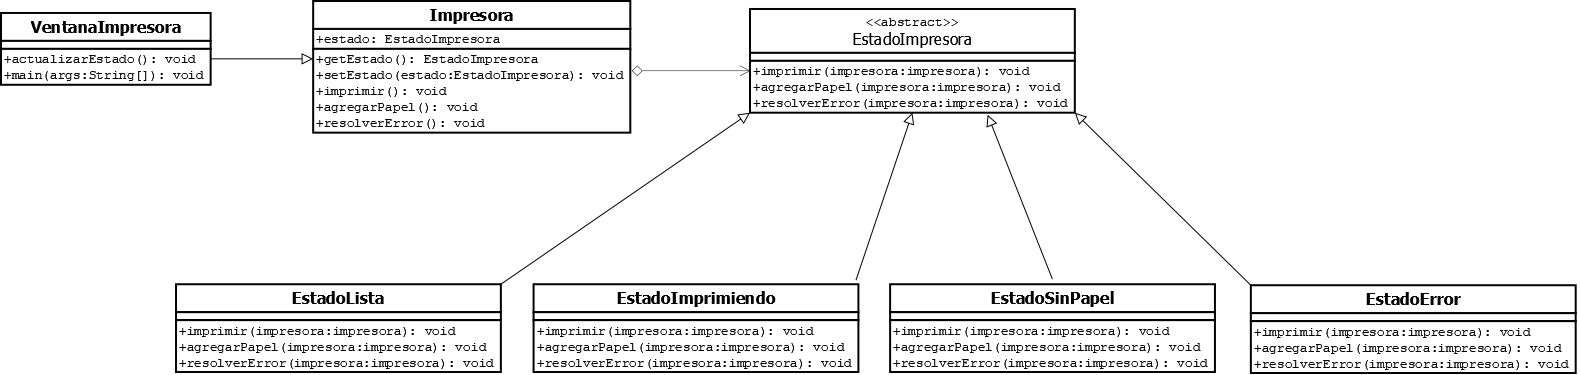 VentanaImpresora
+actualizarEstado(): void
+main(args:String[]): void
Impresora
+estado: EstadoImpresora
+getEstado(): EstadoImpresora
+setEstado(estado:EstadoImpresora): void
+imprimir(): void
+agregarPapel(): void
+resolverError(): void
<<abstract>>
EstadoImpresora
+imprimir(impresora:impresora): void
+agregarPapel(impresora:impresora): void
+resolverError(impresora:impresora): void
EstadoLista
+imprimir(impresora:impresora): void
+agregarPapel(impresora:impresora): void
+resolverError(impresora:impresora): void
EstadoImprimiendo
+imprimir(impresora:impresora): void
+agregarPapel(impresora:impresora): void
+resolverError(impresora:impresora): void
EstadoSinPapel
+imprimir(impresora:impresora): void
+agregarPapel(impresora:impresora): void
+resolverError(impresora:impresora): void
EstadoError
+imprimir(impresora:impresora): void
+agregarPapel(impresora:impresora): void
+resolverError(impresora:impresora): void